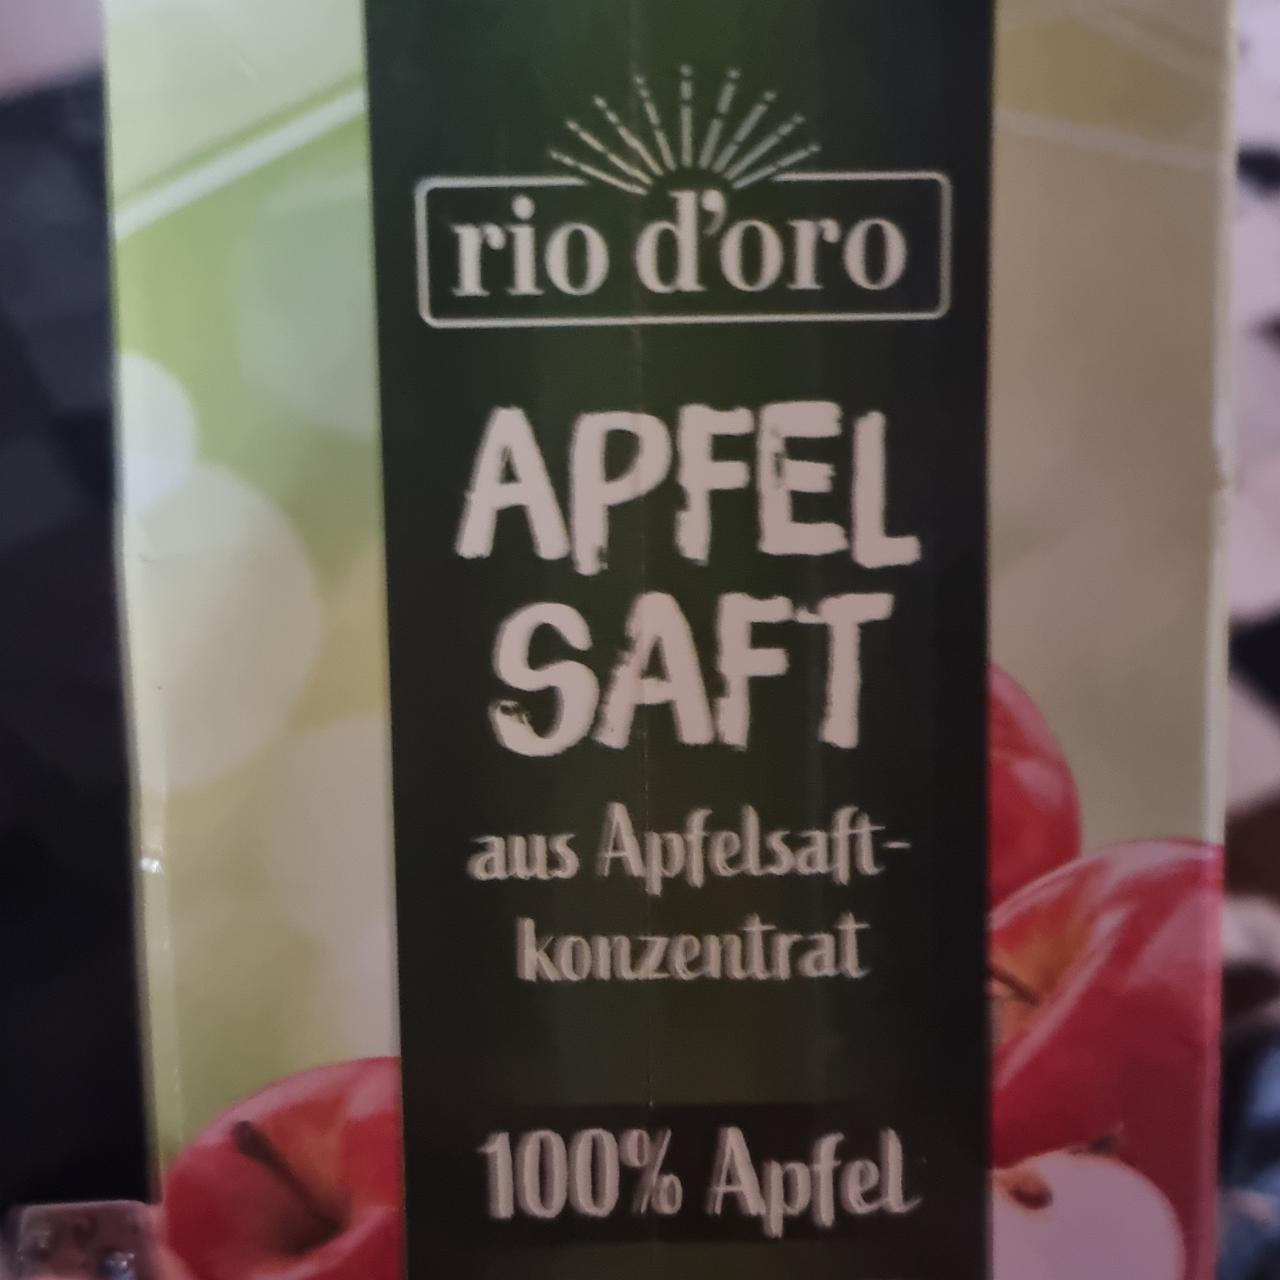 rio d'oro
APFEL
SAFT
aus Apfelsaft-
konzentrat
100% Apfel